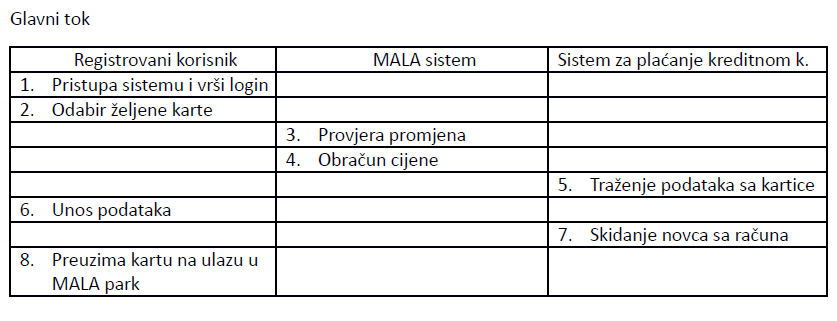 Glavni tok
Registrovani korisnik MALA sistem Sistem za plaćanje kreditnom k.
1. Pristupa sistemu i vrši login
2. Odabir željene karte
3. Provjera promjena
4. Obračun cijene
5. Traženje podataka sa kartice
6. Unos podataka
7. Skidanje novca sa računa
8. Preuzima kartu na ulazu u
MALA park